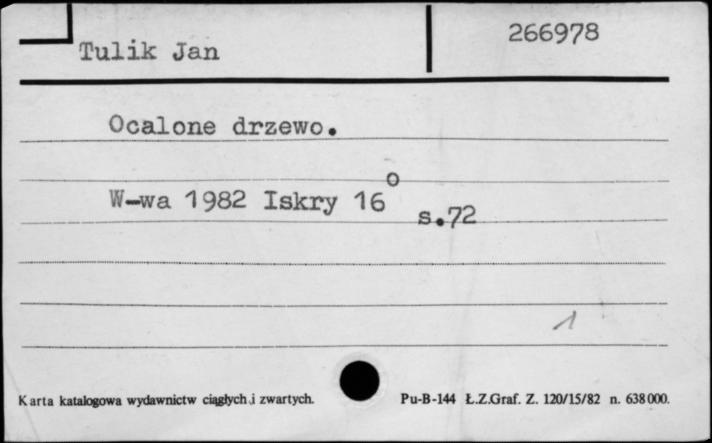 Tulik Jan 266978
Ocalone drzewo.
W-wa 1982 Iskry 16° s.72
1
Karta katalogowa wydawnictw ciągłych i zwartych. Pu-B-144 Ł.Z.Graf. Z. 120/15/82 n. 638000.